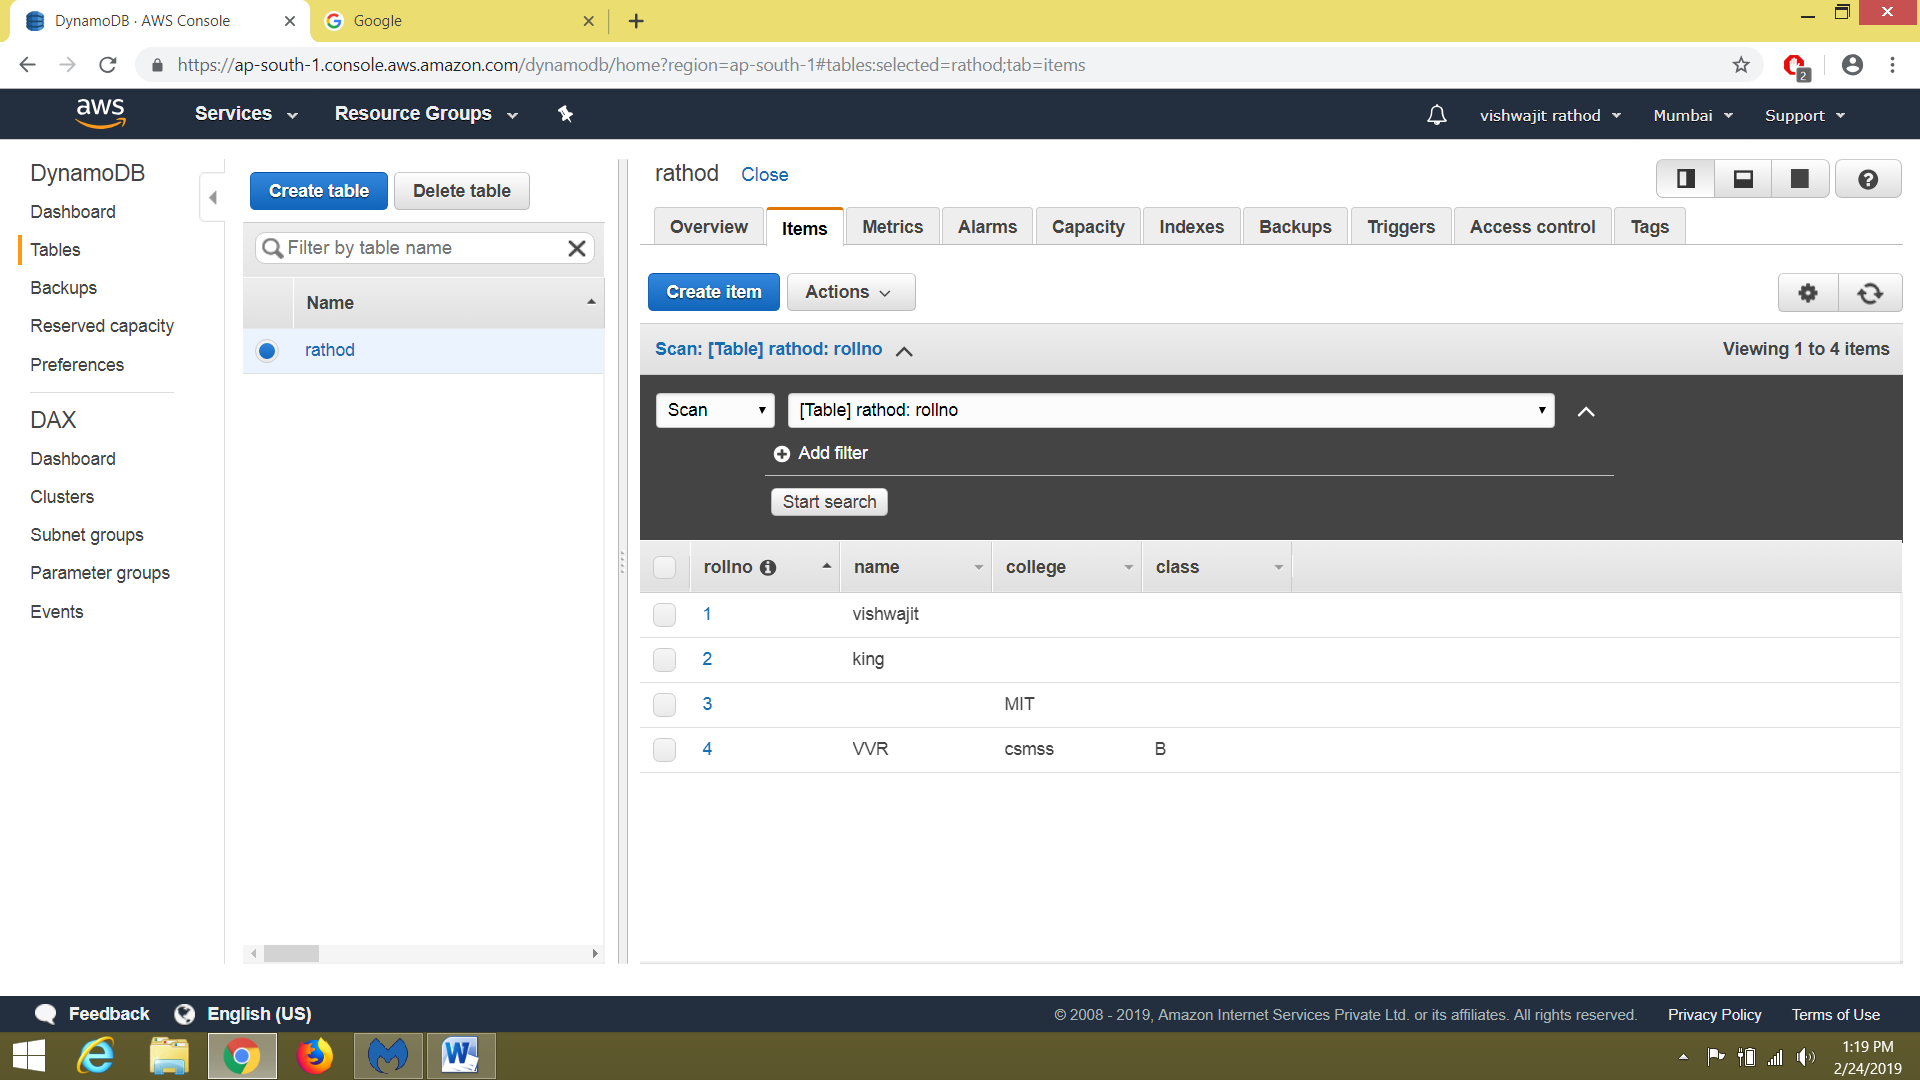 DynamoDB · AWS Console
Google
https://ap-south-1.console.aws.amazon.com/dynamodb/home?region=ap-south-1#tables:selected=rathod;tab=items
2
aws
Services
Resource Groups
vishwajit rathod
Mumbai
Support
DynamoDB
Dashboard
Tables
Backups
Reserved capacity
Preferences
DAX
Dashboard
Clusters
Subnet groups
Parameter groups
Events
Create table
Delete table
Filter by table name
Name
rathod
rathod
Close
Overview
Items
Metrics
Alarms
Capacity
Indexes
Backups
Triggers
Access control
Tags
Create item
Actions
Scan: [Table] rathod: rollno
Viewing 1 to 4 items
Scan
[Table] rathod: rollno
Add filter
Start search
rollno name college class
1 vishwajit
2 king
3 MIT
4 VVR csmss B
Feedback
English (US)
© 2008 - 2019, Amazon Internet Services Private Ltd. or its affiliates. All rights reserved.
Privacy Policy
Terms of Use
1:19 PM
2/24/2019